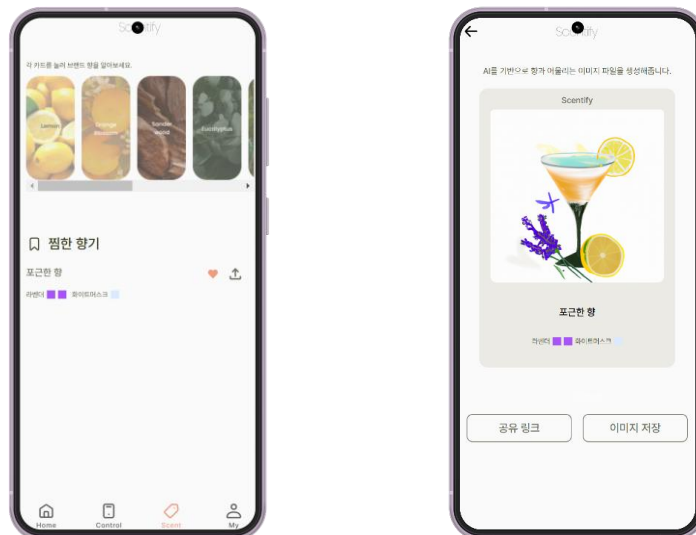 Scentify
각 카드를 눌러 브랜드 향을 알아보세요.
Lemon
Orange
Blossom
Sandal
wood
Eucalyptus
찜한 향기
포근한 향
라벤더 화이트머스크
Home
Control
Scent
My
Scentify
AI를 기반으로 향과 어울리는 이미지 파일을 생성해줍니다.
Scentify
포근한 향
라벤더 화이트머스크
공유 링크
이미지 저장